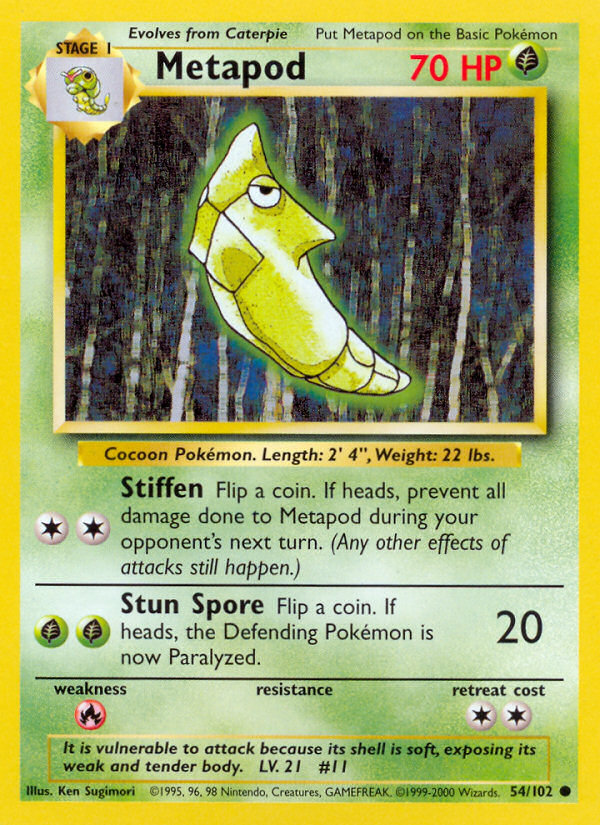 Evolves from Caterpie Put Metapod on the Basic Pokémon
STAGE 1
Metapod 70 HP
Cocoon Pokémon. Length: 2' 4", Weight: 22 lbs.
Stiffen Flip a coin. If heads, prevent all
damage done to Metapod during your
opponent's next turn. (Any other effects of
attacks still happen.)
Stun Spore Flip a coin. If
heads, the Defending Pokémon is
now Paralyzed.
20
weakness resistance retreat cost
It is vulnerable to attack because its shell is soft, exposing its
weak and tender body. LV. 21 #11
Illus. Ken Sugimori ©1995, 96, 98 Nintendo, Creatures, GAMEFREAK. ©1999-2000 Wizards. 54/102